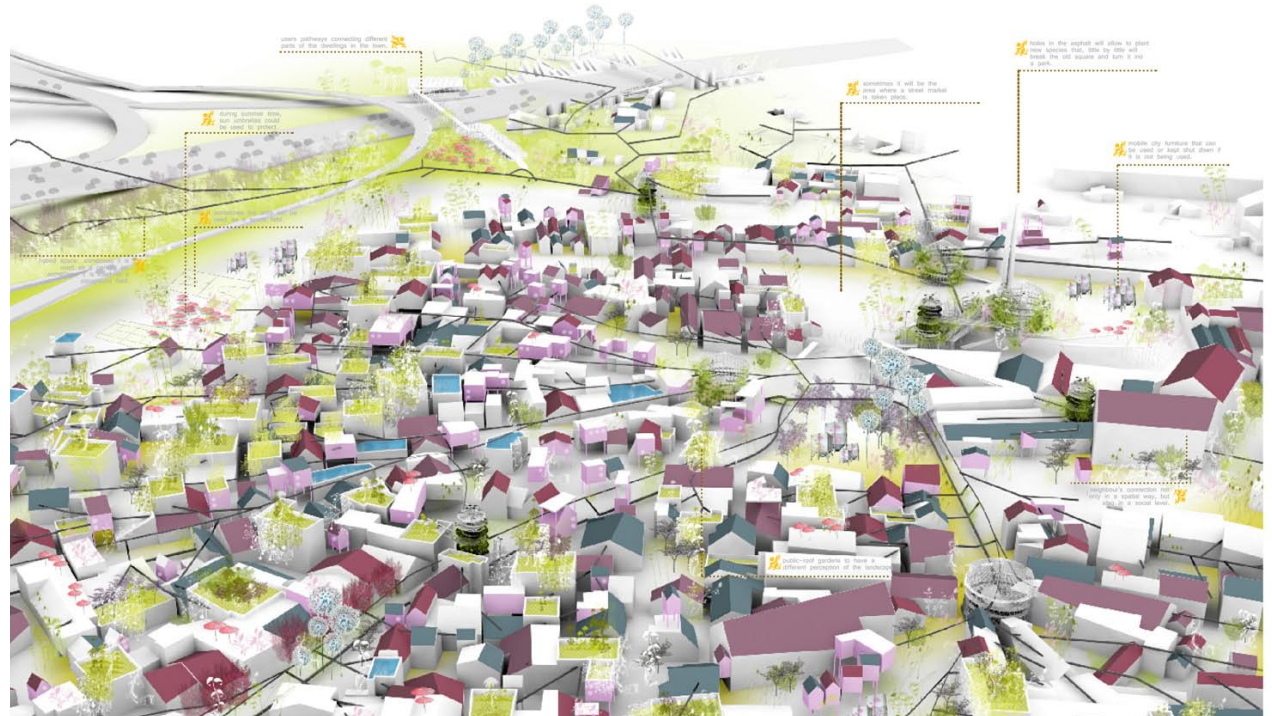 users pathways connecting different
parts of the dwellings in the town.
holes in the asphalt will allow to plant
new species that, little by little will
break the old square and turn it into
a park.
sometimes it will be the
area where a street market
is taken place.
during summer time,
sun umbrellas could
be used to protect
mobile city furniture that can
be used or kept shut down if
it is not being used.
sometimes
neighbour's connection not
only in a spatial way, but
also in a social level.
public-roof gardens to have a
different perception of the landscape